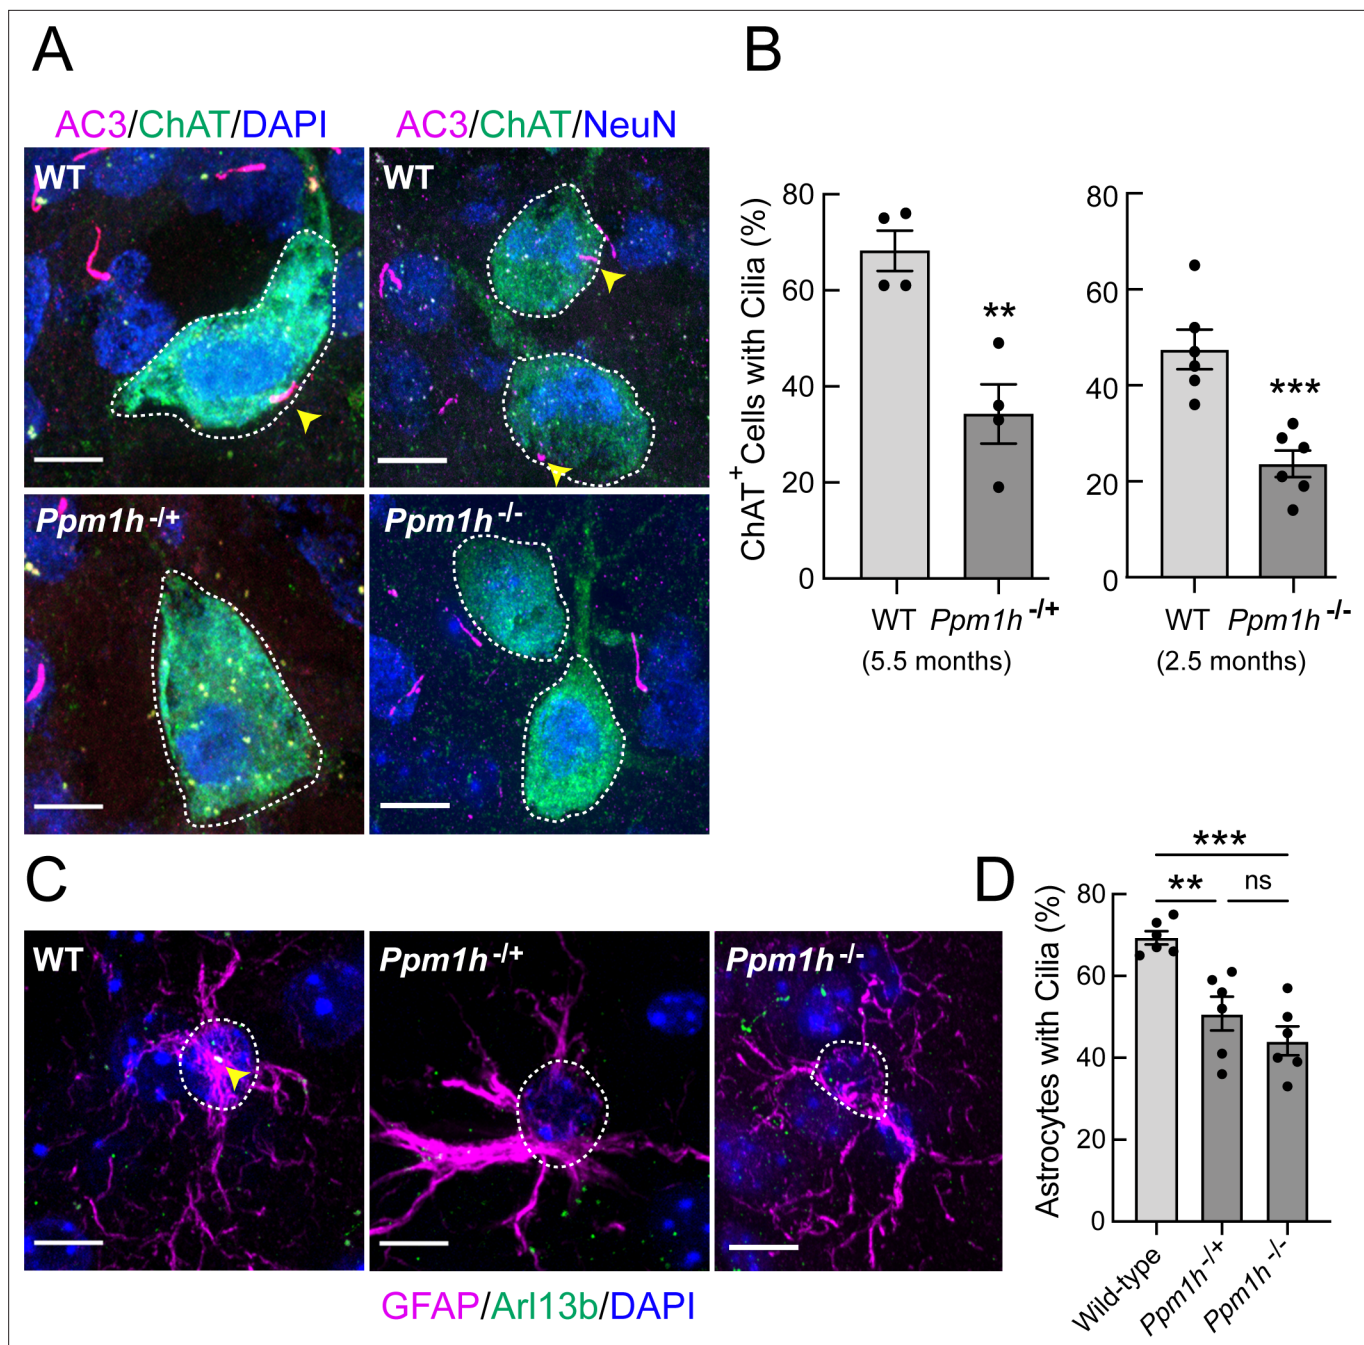 A
AC3/ChAT/DAPI
AC3/ChAT/NeuN
WT
WT
Ppm1h -/+
Ppm1h -/-
B
ChAT+ Cells with Cilia (%)
80
60
40
20
0
**
WT
Ppm1h -/+
(5.5 months)
80
60
40
20
0
***
WT
Ppm1h -/-
(2.5 months)
C
WT
Ppm1h -/+
Ppm1h -/-
GFAP/Arl13b/DAPI
D
Astrocytes with Cilia (%)
80
60
40
20
0
***
**
ns
Wild-type
Ppm1h -/+
Ppm1h -/-